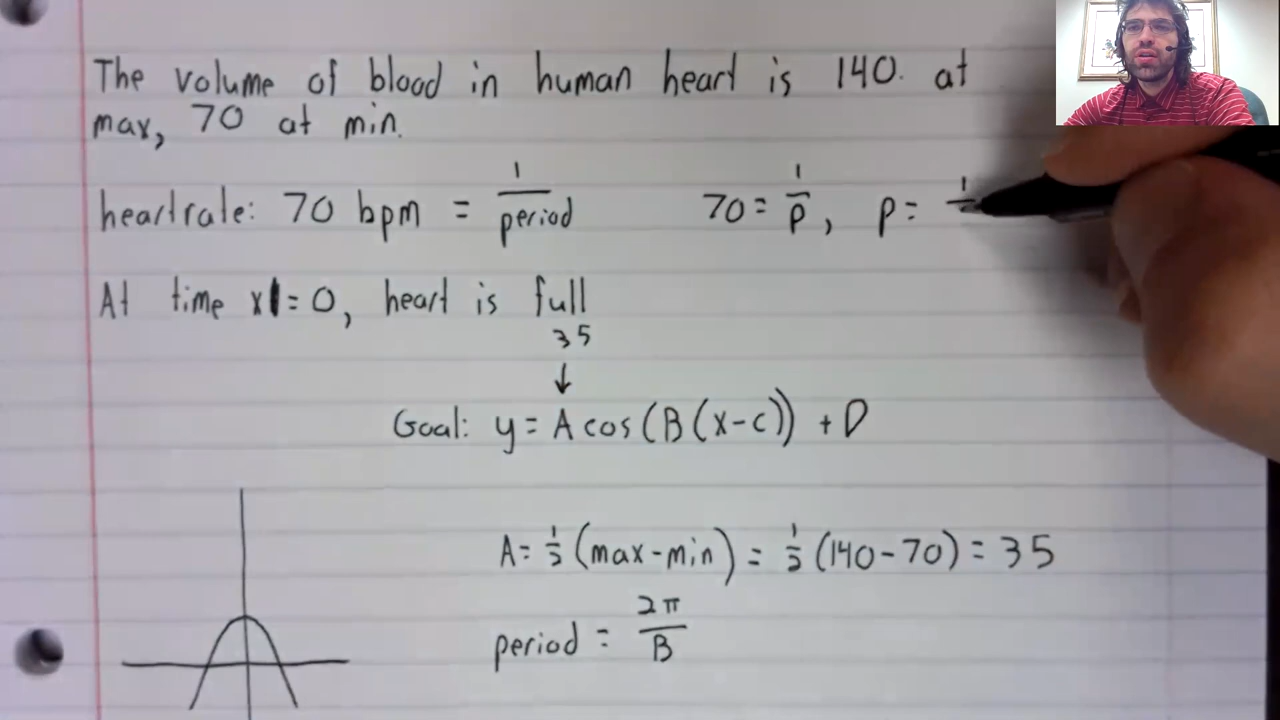 The volume of blood in human heart is 140. at
max, 70 at min.
heartrate: 70 bpm = 1/period 70 = 1/p, p = 1/
At time x = 0, heart is full
35
↓
Goal: y = A cos(B(x-c)) + D
A = 1/2 (max-min) = 1/2 (140-70) = 35
period = 2π/B